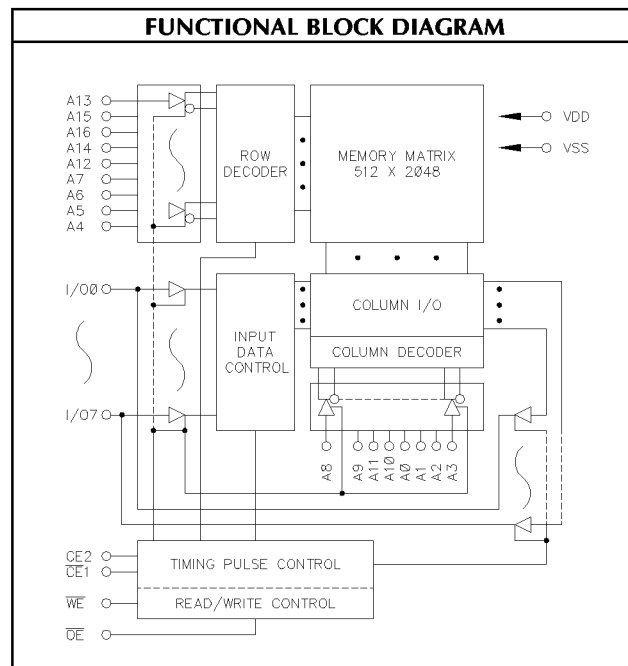 FUNCTIONAL BLOCK DIAGRAM
A13
A15
A16
A14
A12
A7
A6
A5
A4
ROW
DECODER
MEMORY MATRIX
512 X 2048
VDD
VSS
I/O0
I/O7
INPUT
DATA
CONTROL
COLUMN I/O
COLUMN DECODER
A8
A9
A11
A10
A0
A1
A2
A3
CE2
CE1
WE
OE
TIMING PULSE CONTROL
READ/WRITE CONTROL